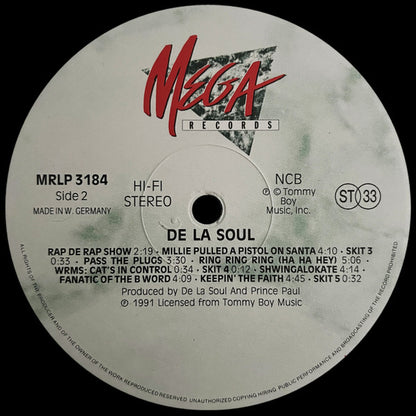 MEGA
RECORDS
MRLP 3184
Side 2
MADE IN W. GERMANY
HI-FI
STEREO
NCB
℗ © Tommy
Boy
Music, Inc.
ST 33
DE LA SOUL
RAP DE RAP SHOW 2:19 • MILLIE PULLED A PISTOL ON SANTA 4:10 • SKIT 3
0:33 • PASS THE PLUGS 3:30 • RING RING RING (HA HA HEY) 5:06 •
WRMS: CAT'S IN CONTROL 0:34 • SKIT 4 0:12 • SHWINGALOKATE 4:14 •
FANATIC OF THE B WORD 4:09 • KEEPIN' THE FAITH 4:45 • SKIT 5 0:32
Produced by De La Soul And Prince Paul
℗ 1991 Licensed from Tommy Boy Music
ALL RIGHTS OF THE PRODUCER AND OF THE OWNER OF THE WORK REPRODUCED RESERVED UNAUTHORIZED COPYING HIRING PUBLIC PERFORMANCE AND